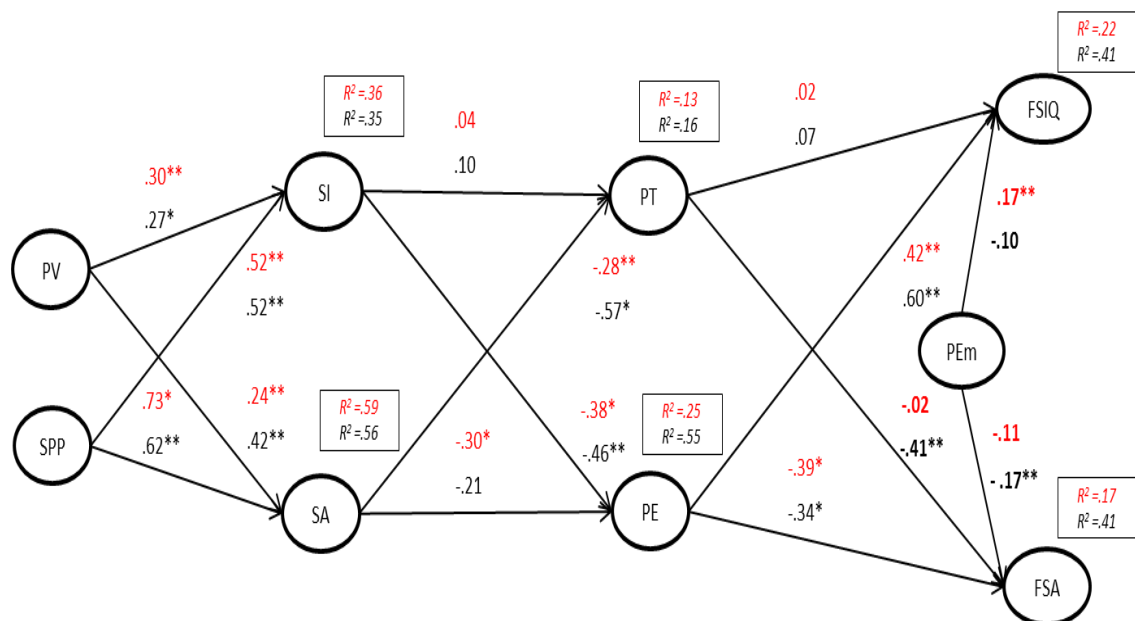 R² =.22
R² =.41
FSIQ
R² =.36
R² =.35
.04
.10
R² =.13
R² =.16
.02
.07
.30**
.27*
SI
PT
.17**
-.10
PV
.52**
.52**
-.28**
-.57*
.42**
.60**
PEm
.73*
.62**
.24**
.42**
R² =.59
R² =.56
-.30*
-.21
-.38*
-.46**
R² =.25
R² =.55
-.02
-.41**
-.11
-.17**
SPP
SA
PE
-.39*
-.34*
R² =.17
R² =.41
FSA